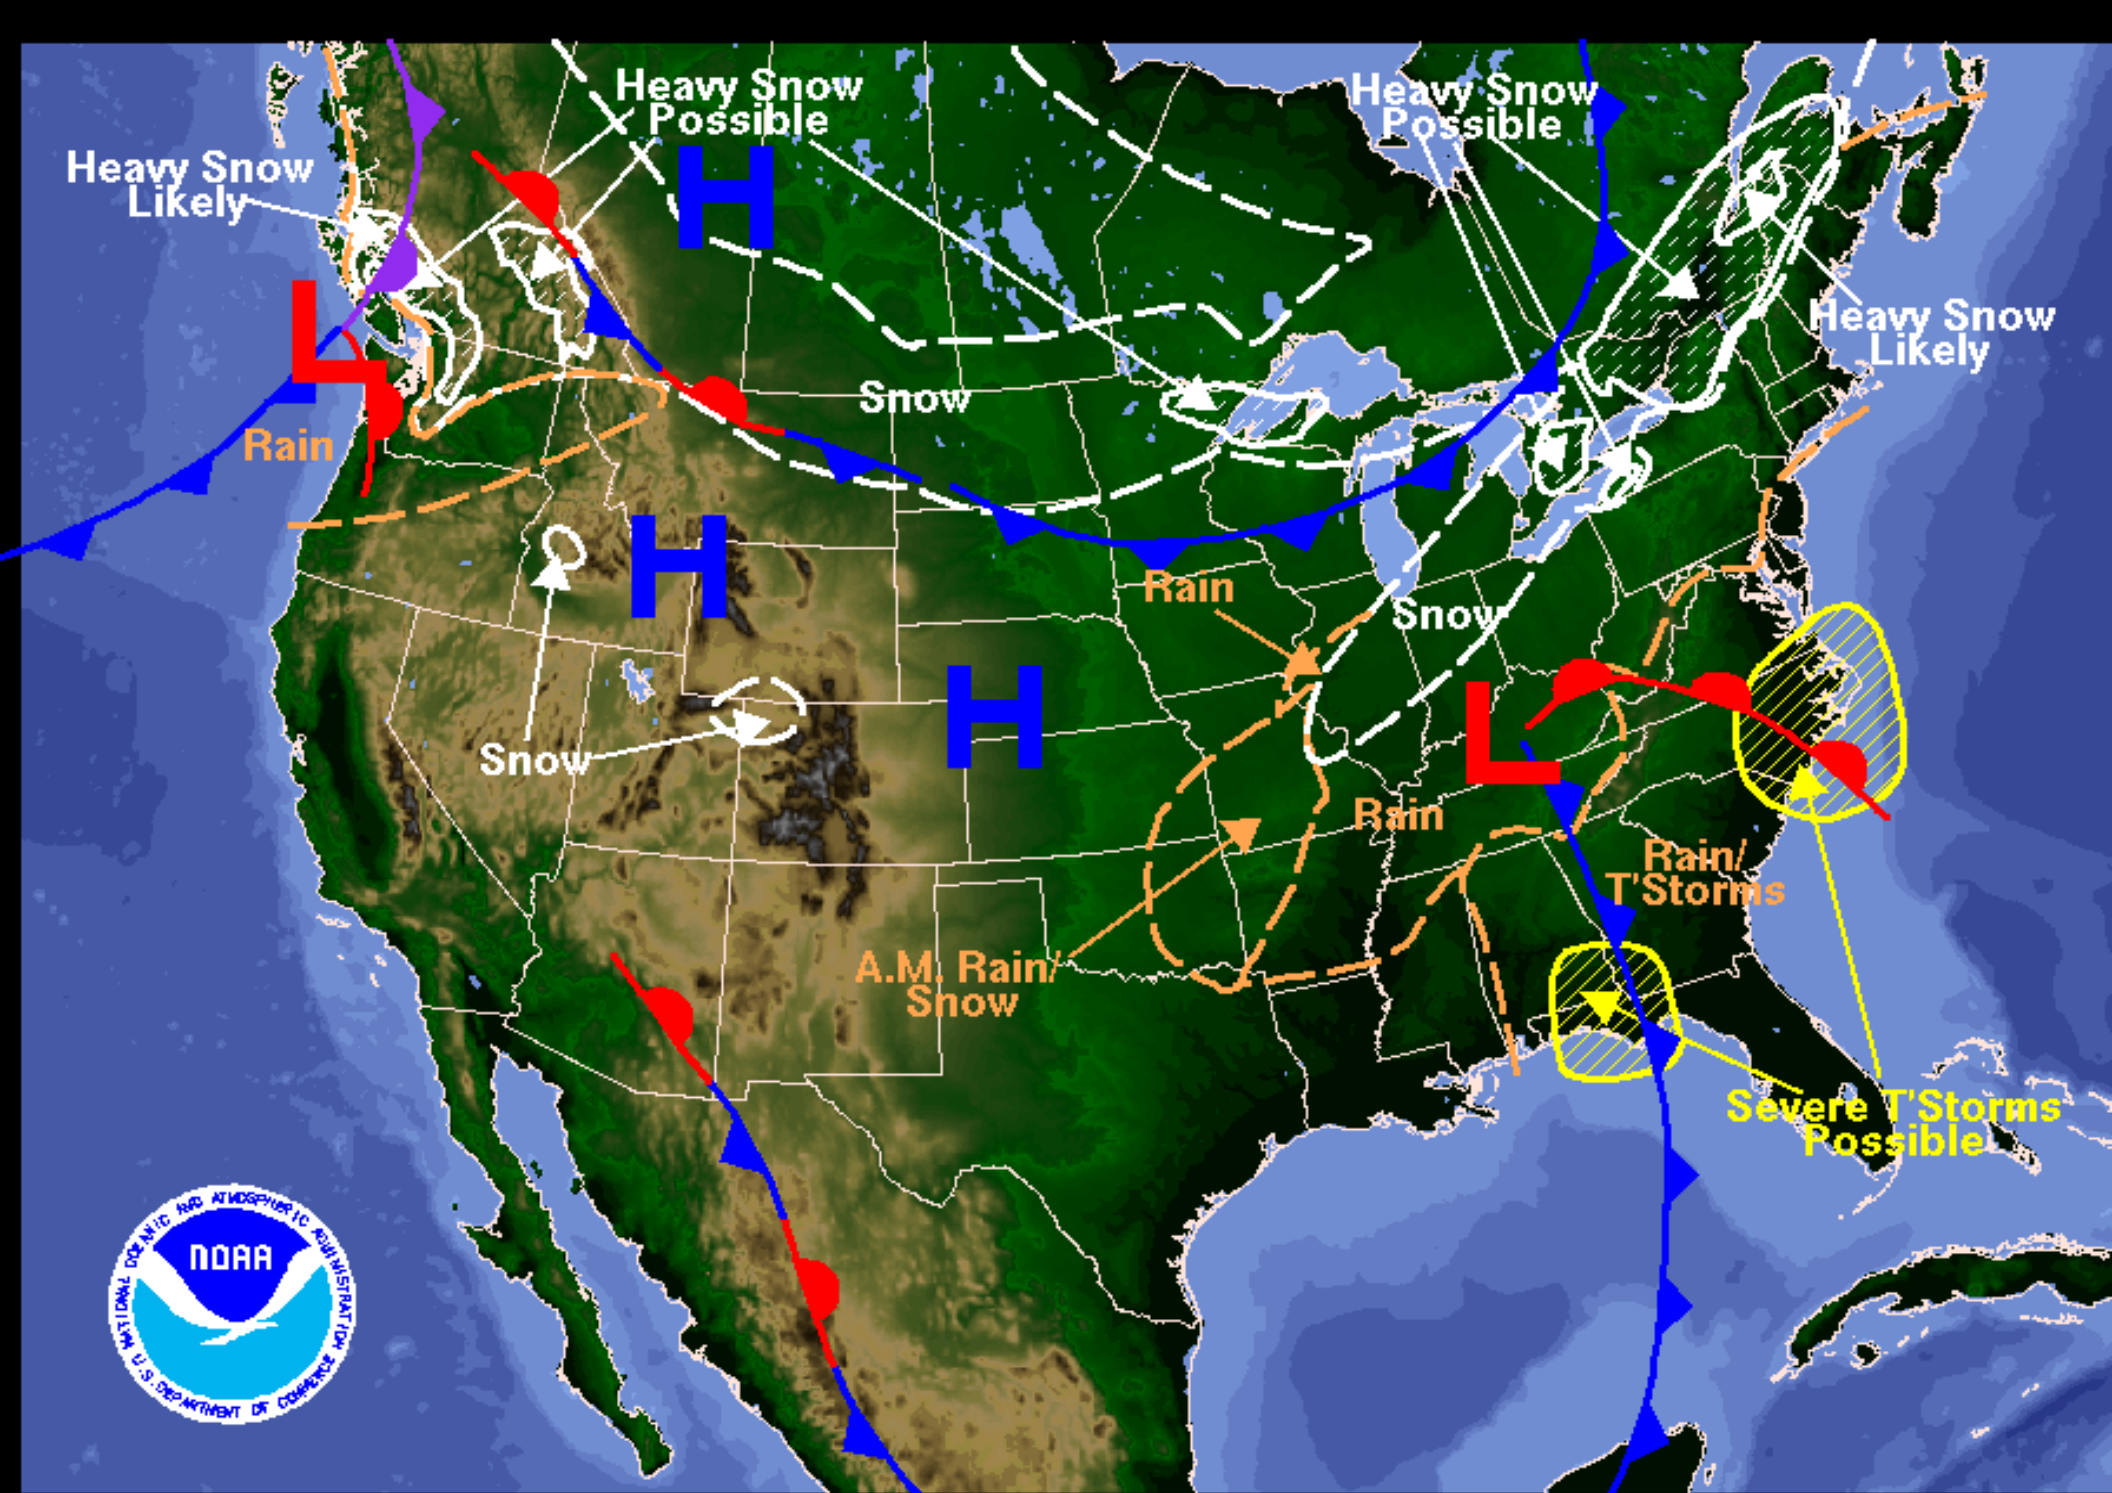 Heavy Snow
Possible
Heavy Snow
Possible
Heavy Snow
Likely
H
Heavy Snow
Likely
L
Snow
Rain
H
Rain
Snow
H
L
Snow
Rain
Rain/
T'Storms
A.M. Rain/
Snow
Severe T'Storms
Possible
NATIONAL OCEANIC AND ATMOSPHERIC ADMINISTRATION
NOAA
U.S. DEPARTMENT OF COMMERCE